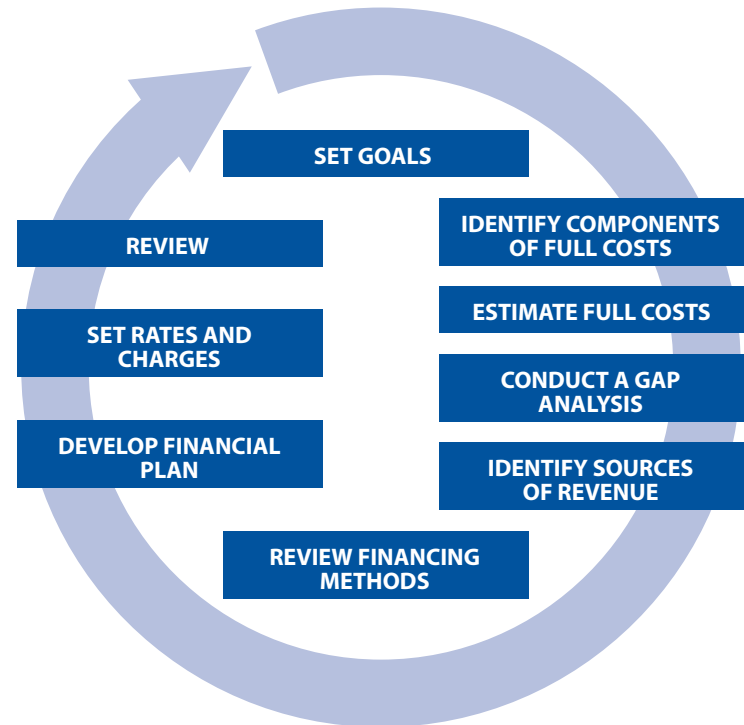 SET GOALS
IDENTIFY COMPONENTS
OF FULL COSTS
ESTIMATE FULL COSTS
CONDUCT A GAP
ANALYSIS
IDENTIFY SOURCES
OF REVENUE
REVIEW FINANCING
METHODS
DEVELOP FINANCIAL
PLAN
SET RATES AND
CHARGES
REVIEW